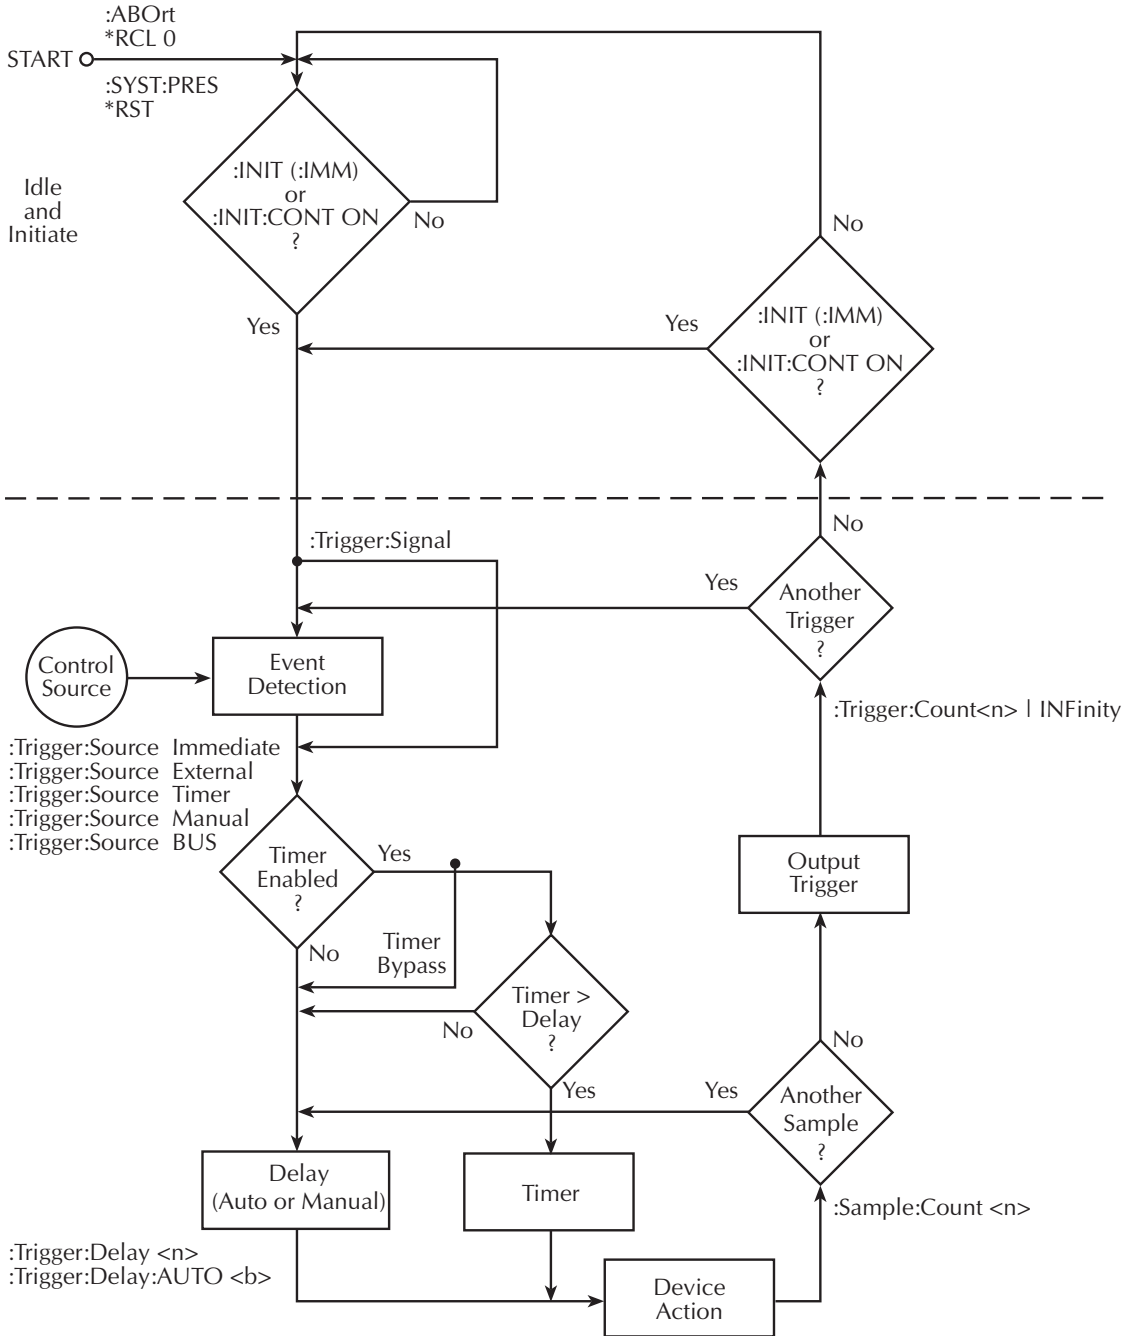 :ABOrt
*RCL 0
START
:SYST:PRES
*RST
Idle
and
Initiate
:INIT (:IMM)
or
:INIT:CONT ON
?
No
Yes
No
:INIT (:IMM)
or
:INIT:CONT ON
?
Yes
No
:Trigger:Signal
Another
Trigger
?
Yes
Control
Source
Event
Detection
:Trigger:Count<n> | INFinity
:Trigger:Source Immediate
:Trigger:Source External
:Trigger:Source Timer
:Trigger:Source Manual
:Trigger:Source BUS
Timer
Enabled
?
Yes
No
Timer
Bypass
Output
Trigger
Timer >
Delay
?
No
Yes
No
Another
Sample
?
Yes
Delay
(Auto or Manual)
Timer
:Sample:Count <n>
:Trigger:Delay <n>
:Trigger:Delay:AUTO <b>
Device
Action